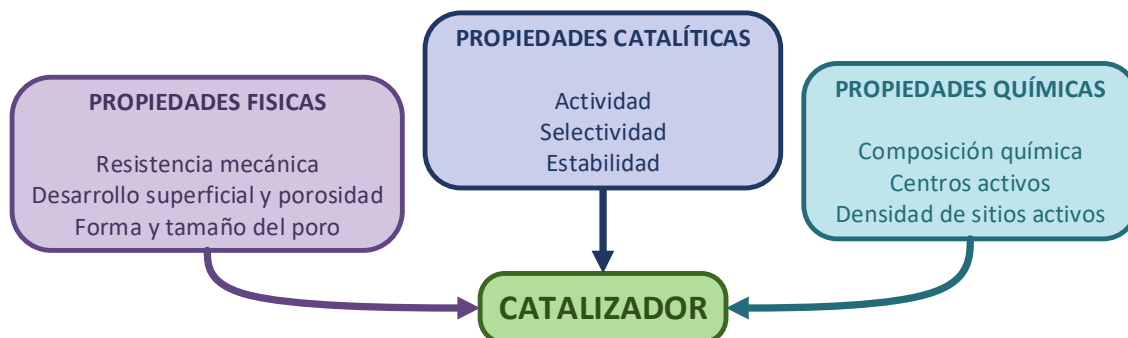 PROPIEDADES FISICAS
Resistencia mecánica
Desarrollo superficial y porosidad
Forma y tamaño del poro
PROPIEDADES CATALÍTICAS
Actividad
Selectividad
Estabilidad
PROPIEDADES QUÍMICAS
Composición química
Centros activos
Densidad de sitios activos
CATALIZADOR